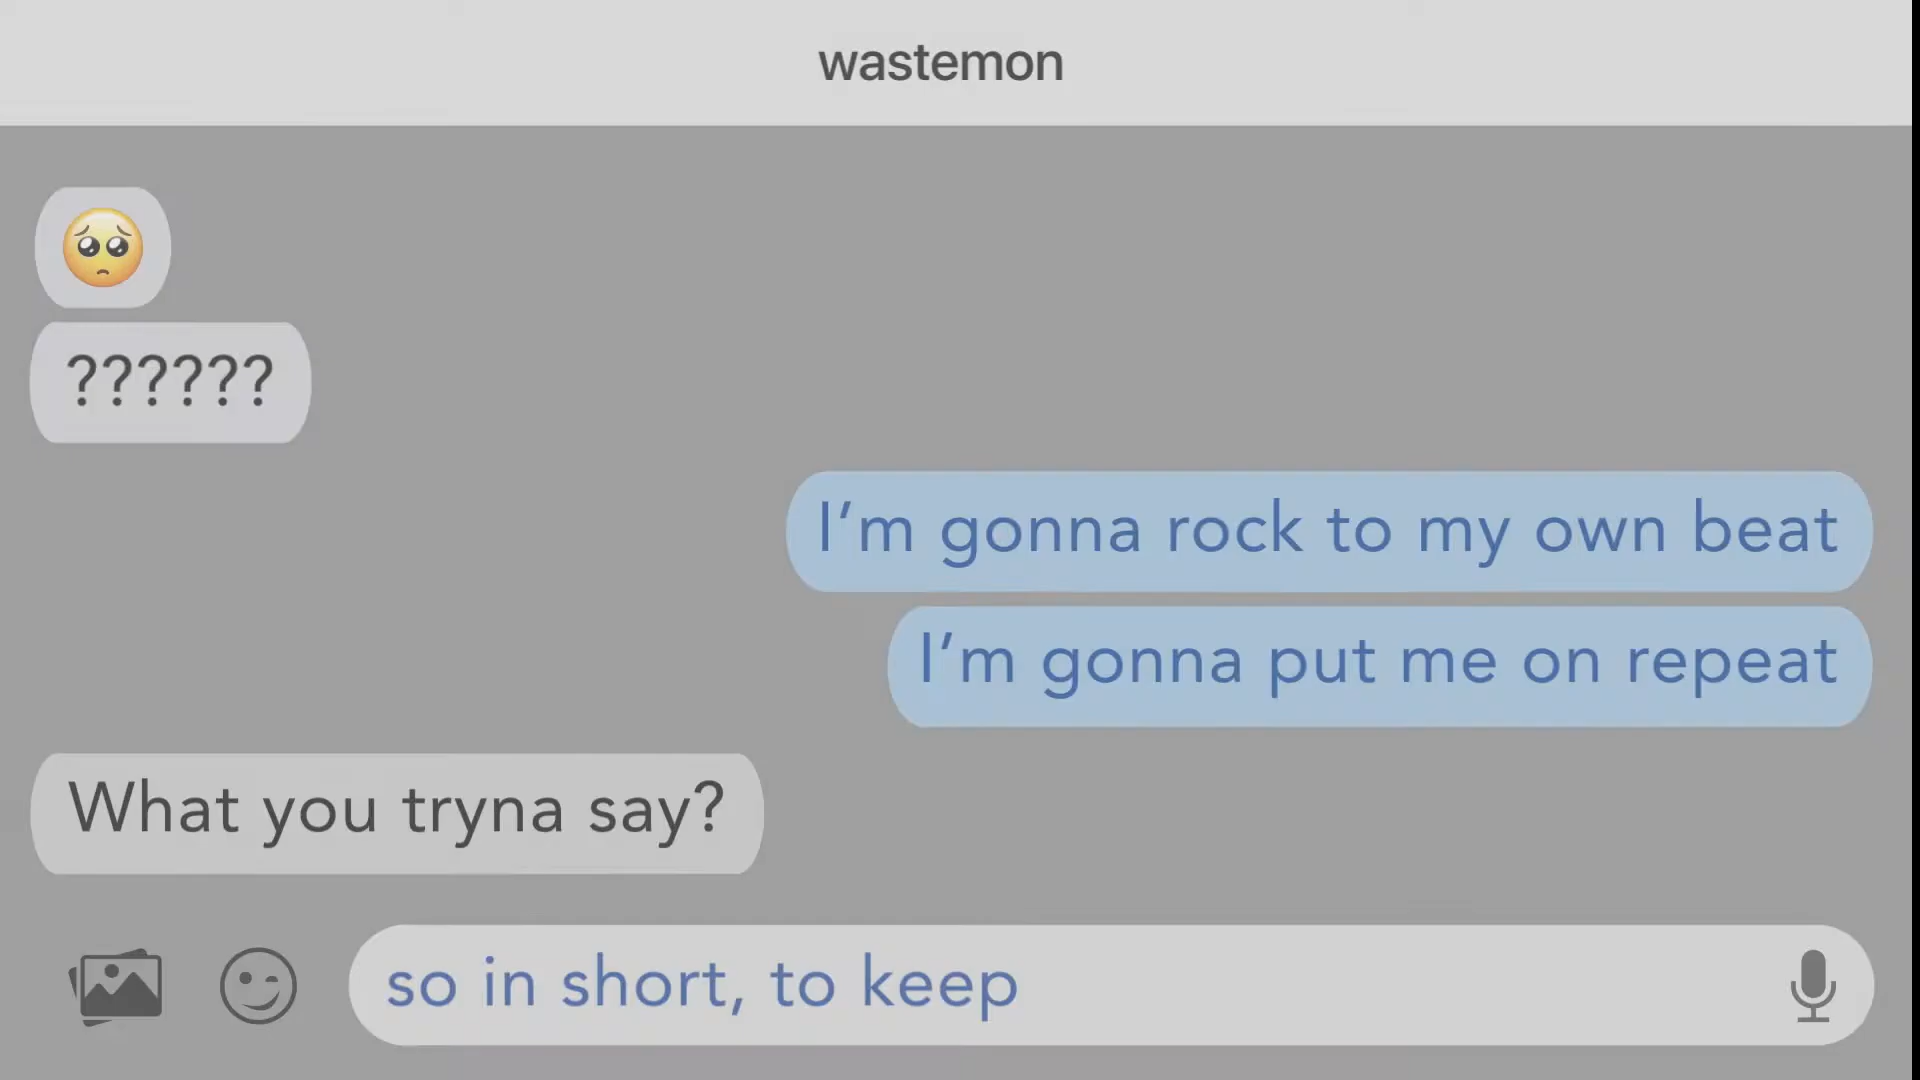 wastemon
🥺
??????
I’m gonna rock to my own beat
I’m gonna put me on repeat
What you tryna say?
so in short, to keep